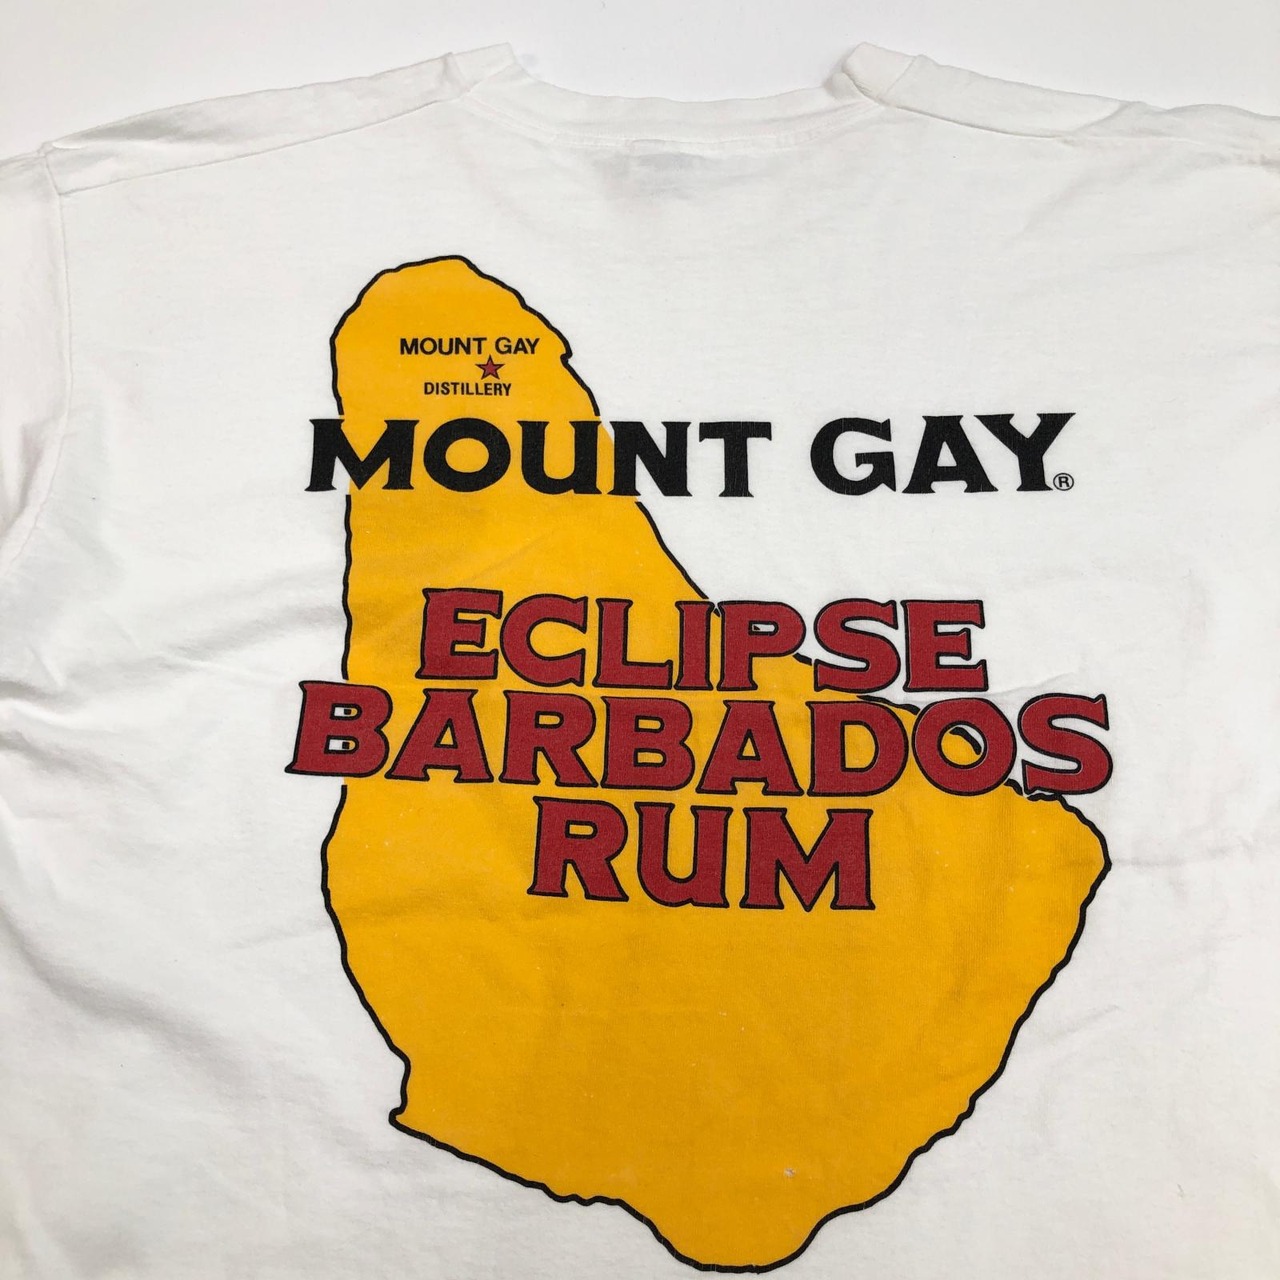 MOUNT GAY
DISTILLERY
MOUNT GAY®
ECLIPSE
BARBADOS
RUM